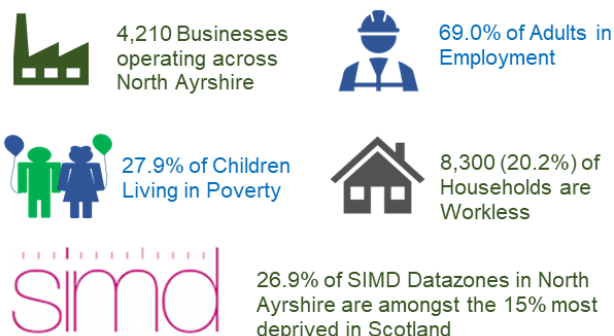 4,210 Businesses
operating across
North Ayrshire
69.0% of Adults in
Employment
27.9% of Children
Living in Poverty
8,300 (20.2%) of
Households are
Workless
simd
26.9% of SIMD Datazones in North
Ayrshire are amongst the 15% most
deprived in Scotland